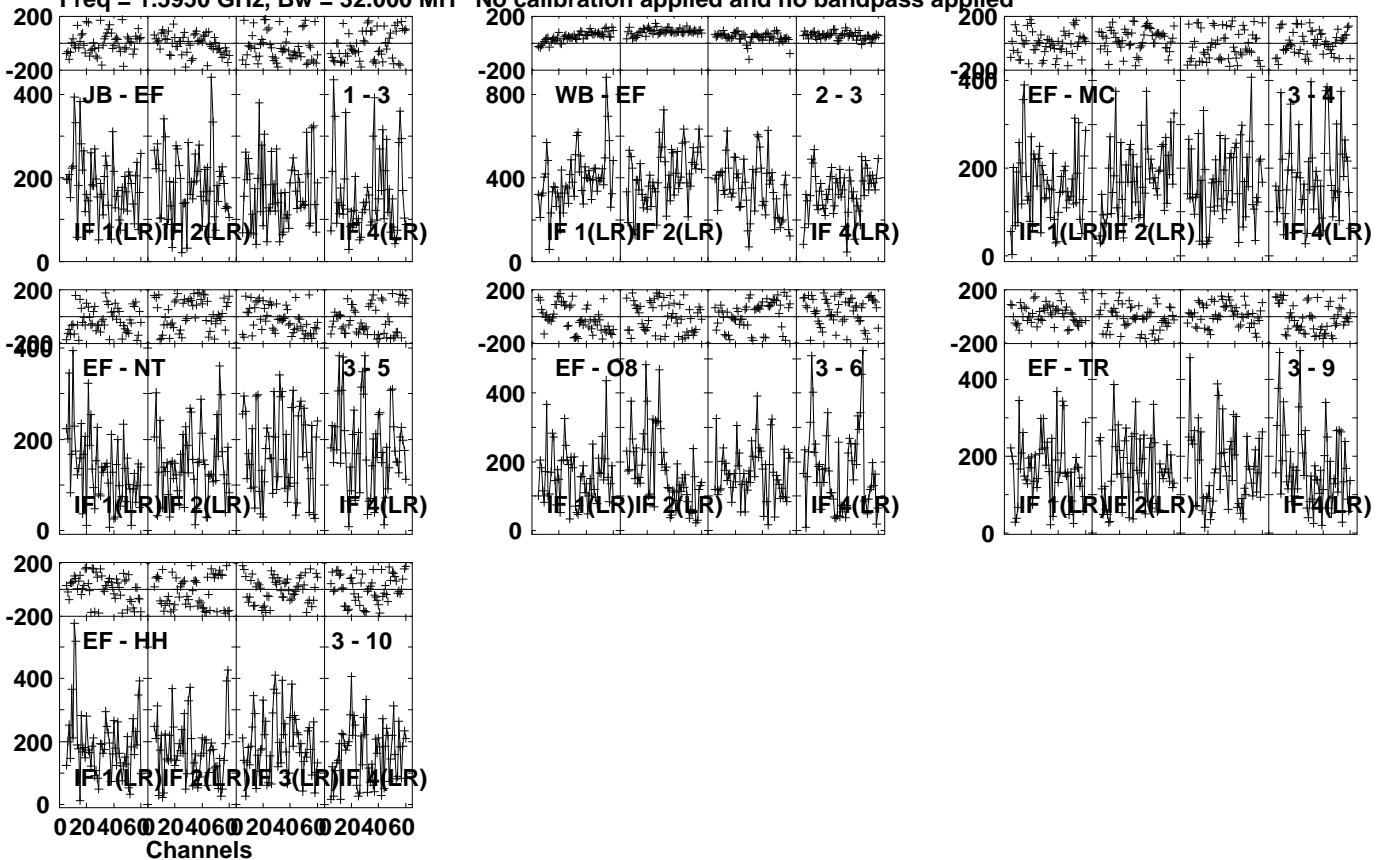 Freq = 1.5950 GHz, Bw = 32.000 MH No calibration applied and no bandpass applied
200
-200
400
200
0
JB - EF 1 - 3
IF 1(LR) IF 2(LR) IF 4(LR)
200
-200
800
400
0
WB - EF 2 - 3
IF 1(LR) IF 2(LR) IF 4(LR)
200
-200
400
200
0
EF - MC 3 - 4
IF 1(LR) IF 2(LR) IF 4(LR)
200
-200
400
200
0
EF - NT 3 - 5
IF 1(LR) IF 2(LR) IF 4(LR)
200
-200
400
200
0
EF - O8 3 - 6
IF 1(LR) IF 2(LR) IF 4(LR)
200
-200
400
200
0
EF - TR 3 - 9
IF 1(LR) IF 2(LR) IF 4(LR)
200
-200
400
200
0
EF - HH 3 - 10
IF 1(LR) IF 2(LR) IF 3(LR) IF 4(LR)
0 20 40 60 0 20 40 60 0 20 40 60 0 20 40 60
Channels